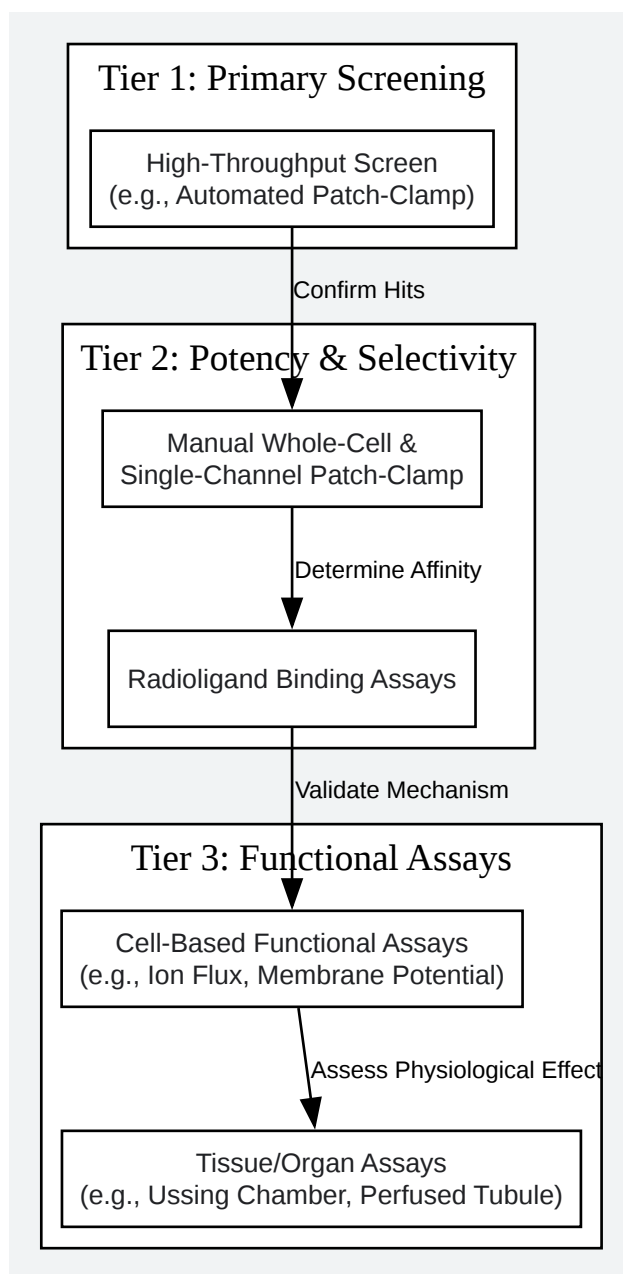 Tier 1: Primary Screening
High-Throughput Screen
(e.g., Automated Patch-Clamp)
Confirm Hits
Tier 2: Potency & Selectivity
Manual Whole-Cell &
Single-Channel Patch-Clamp
Determine Affinity
Radioligand Binding Assays
Validate Mechanism
Tier 3: Functional Assays
Cell-Based Functional Assays
(e.g., Ion Flux, Membrane Potential)
Assess Physiological Effect
Tissue/Organ Assays
(e.g., Ussing Chamber, Perfused Tubule)